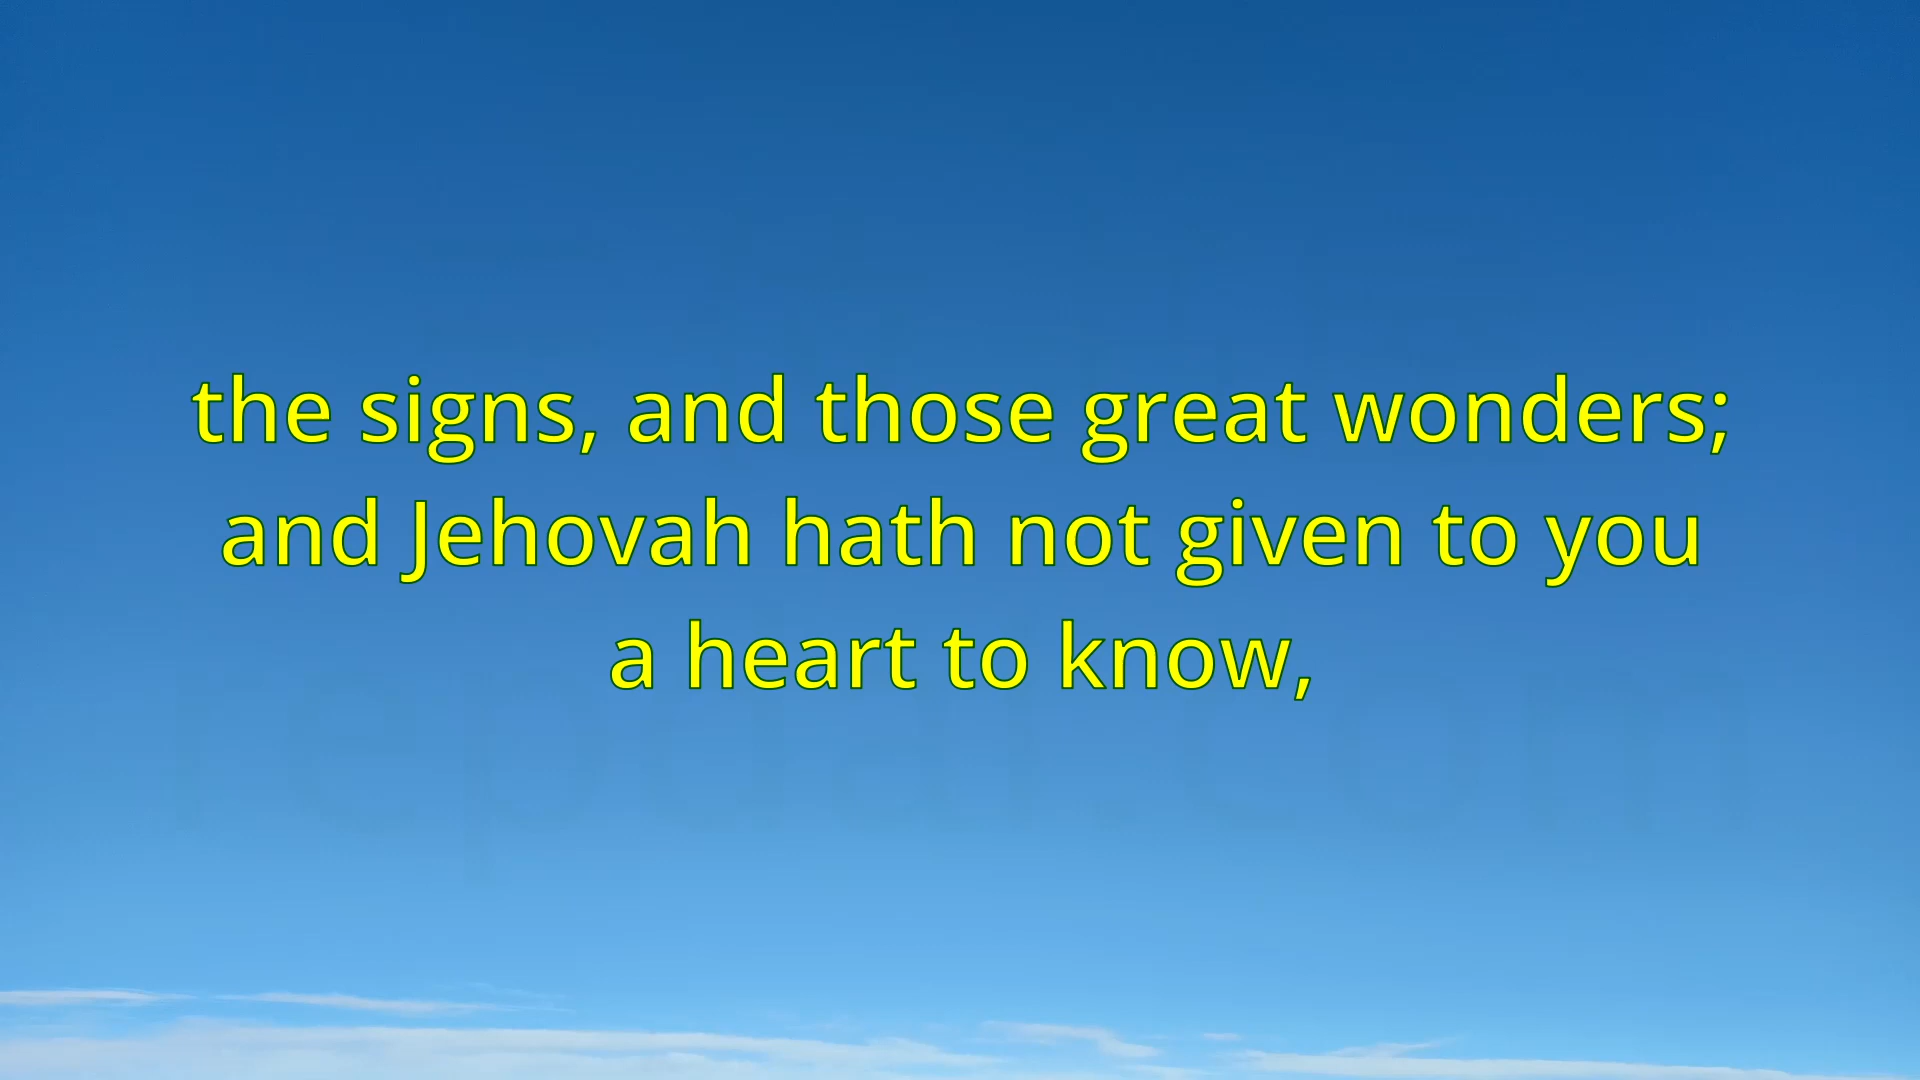 the signs, and those great wonders;
and Jehovah hath not given to you
a heart to know,